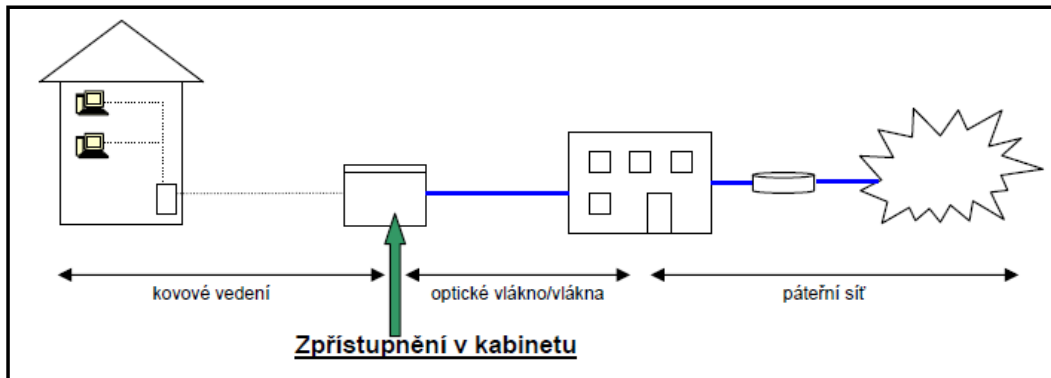 kovové vedení
optické vlákno/vlákna
páteřní síť
Zpřístupnění v kabinetu